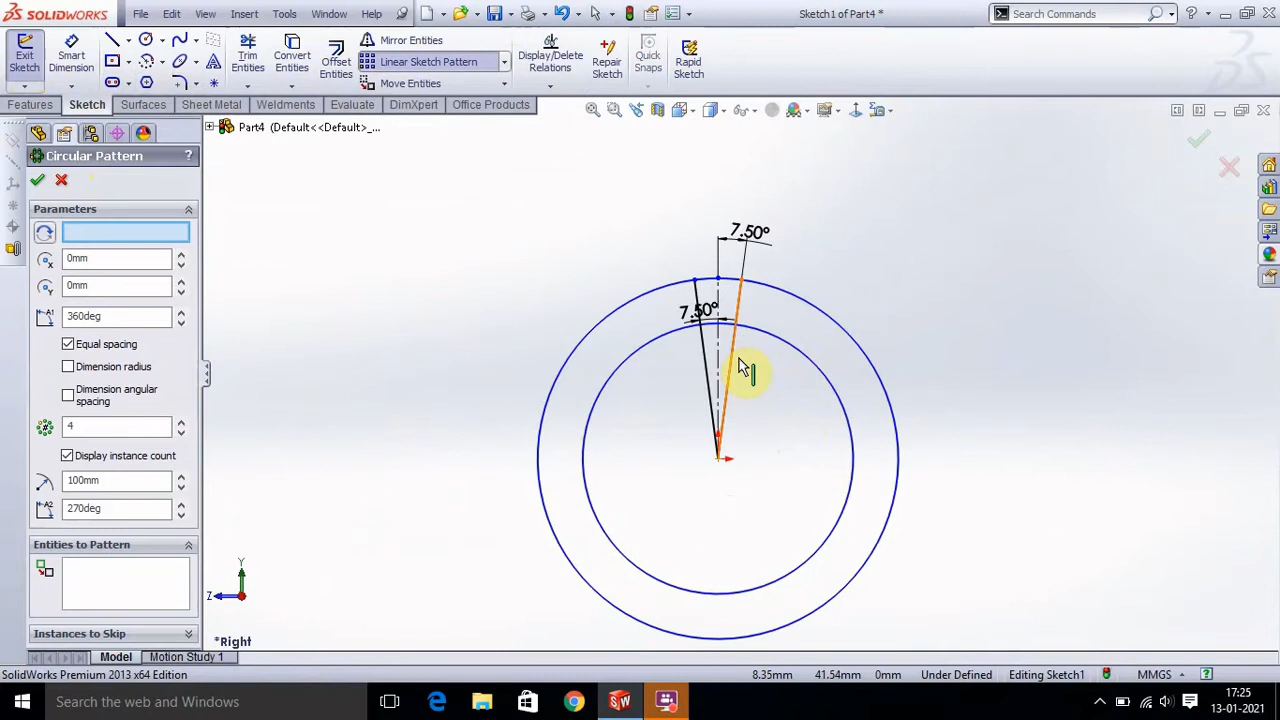 SOLIDWORKS File Edit View Insert Tools Window Help Sketch1 of Part4 * Search Commands
Exit Sketch Smart Dimension Trim Entities Convert Entities Offset Entities Mirror Entities Linear Sketch Pattern Move Entities Display/Delete Relations Repair Sketch Quick Snaps Rapid Sketch
Features Sketch Surfaces Sheet Metal Weldments Evaluate DimXpert Office Products
Part4 (Default<<Default>_...
Circular Pattern ?
Parameters
0mm
0mm
360deg
Equal spacing
Dimension radius
Dimension angular
spacing
4
Display instance count
100mm
270deg
Entities to Pattern
Instances to Skip
7.50°
7.50°
Y
Z
*Right
Model Motion Study 1
SolidWorks Premium 2013 x64 Edition 8.35mm 41.54mm 0mm Under Defined Editing Sketch1 MMGS
Search the web and Windows
17:25
13-01-2021